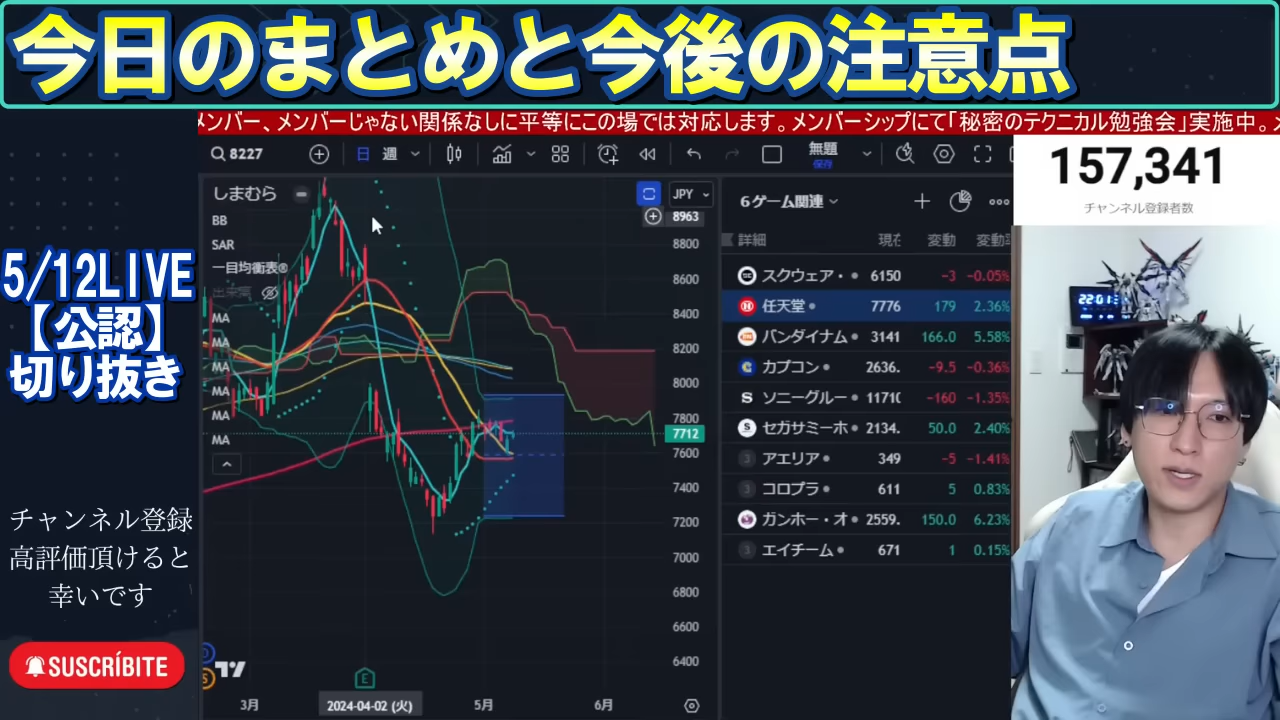 今日のまとめと今後の注意点
メンバー、メンバーじゃない関係なしに平等にこの場では対応します。メンバーシップにて「秘密のテクニカル勉強会」実施中。
8227
日 週
無題
保存
157,341
チャンネル登録者数
しまむら
JPY
8963
BB
SAR
一目均衡表
出来高
MA
MA
MA
MA
MA
MA
8800
8600
8400
8200
8000
7800
7712
7600
7400
7200
7000
6800
6600
6400
3月
2024-04-02 (火)
5月
6月
E
6ゲーム関連
詳細 現在 変動 変動率
スクウェア・ 6150 -3 -0.05%
任天堂 7776 179 2.36%
バンダイナム 3141 166.0 5.58%
カプコン 2636. -9.5 -0.36%
ソニーグルー 11710 -160 -1.35%
セガサミーホ 2134. 50.0 2.40%
アエリア 349 -5 -1.41%
コロプラ 611 5 0.83%
ガンホー・オ 2559. 150.0 6.23%
エイチーム 671 1 0.15%
5/12LIVE
【公認】
切り抜き
チャンネル登録
高評価頂けると
幸いです
SUSCRÍBITE